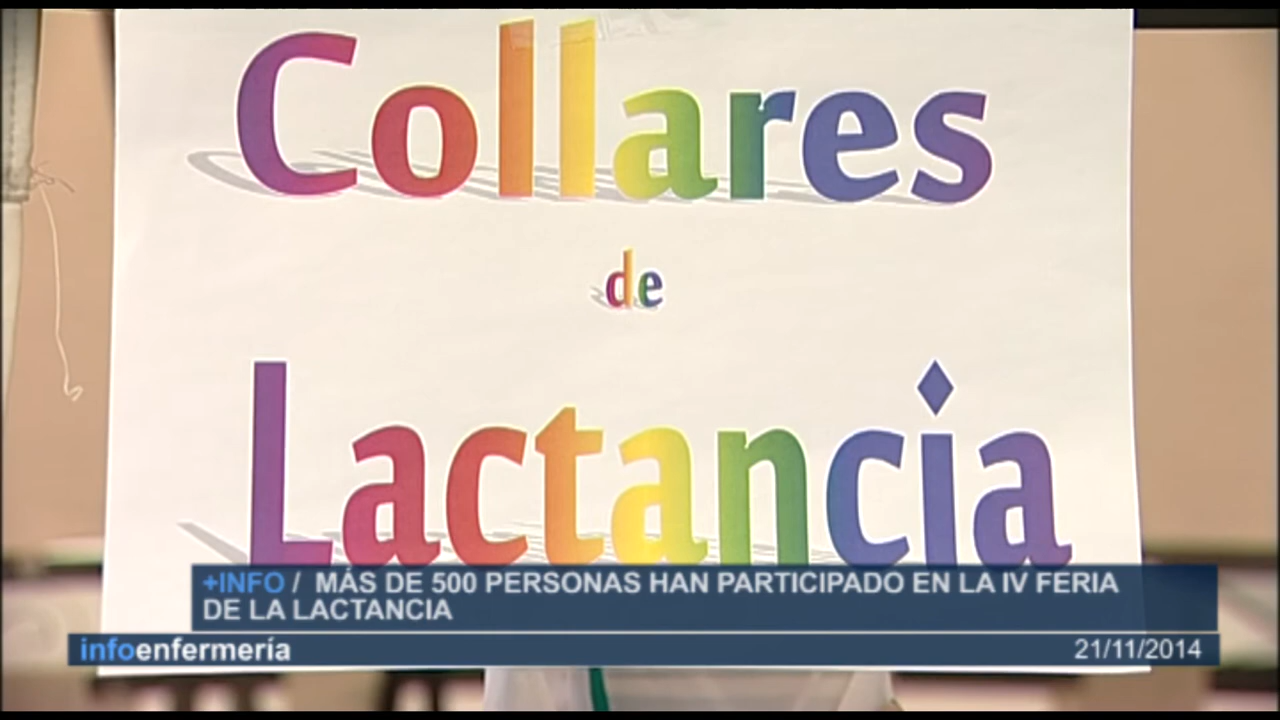 Collares
de
Lactancia
+INFO / MÁS DE 500 PERSONAS HAN PARTICIPADO EN LA IV FERIA
DE LA LACTANCIA
infoenfermería 21/11/2014